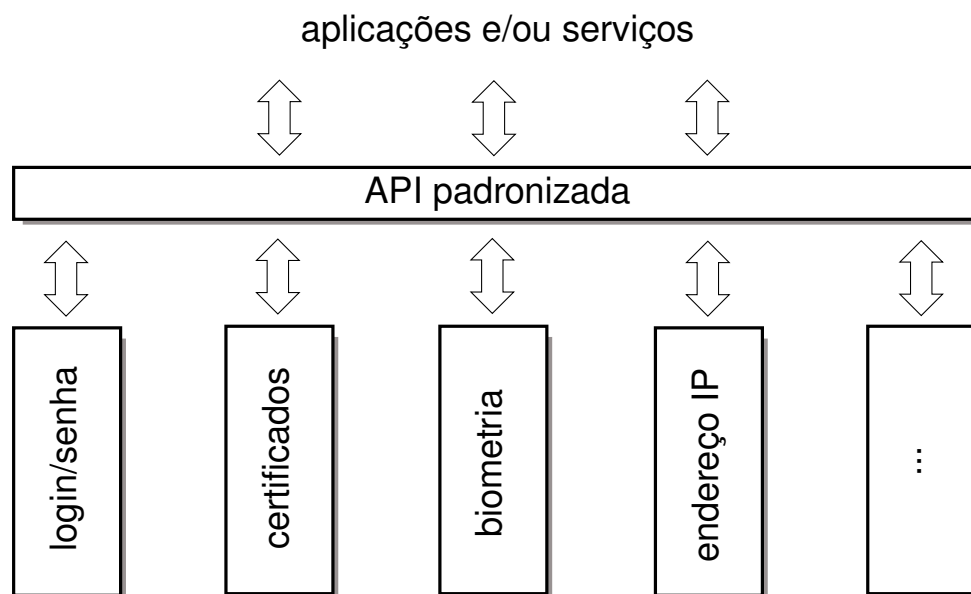 aplicações e/ou serviços
API padronizada
login/senha
certificados
biometria
endereço IP
...